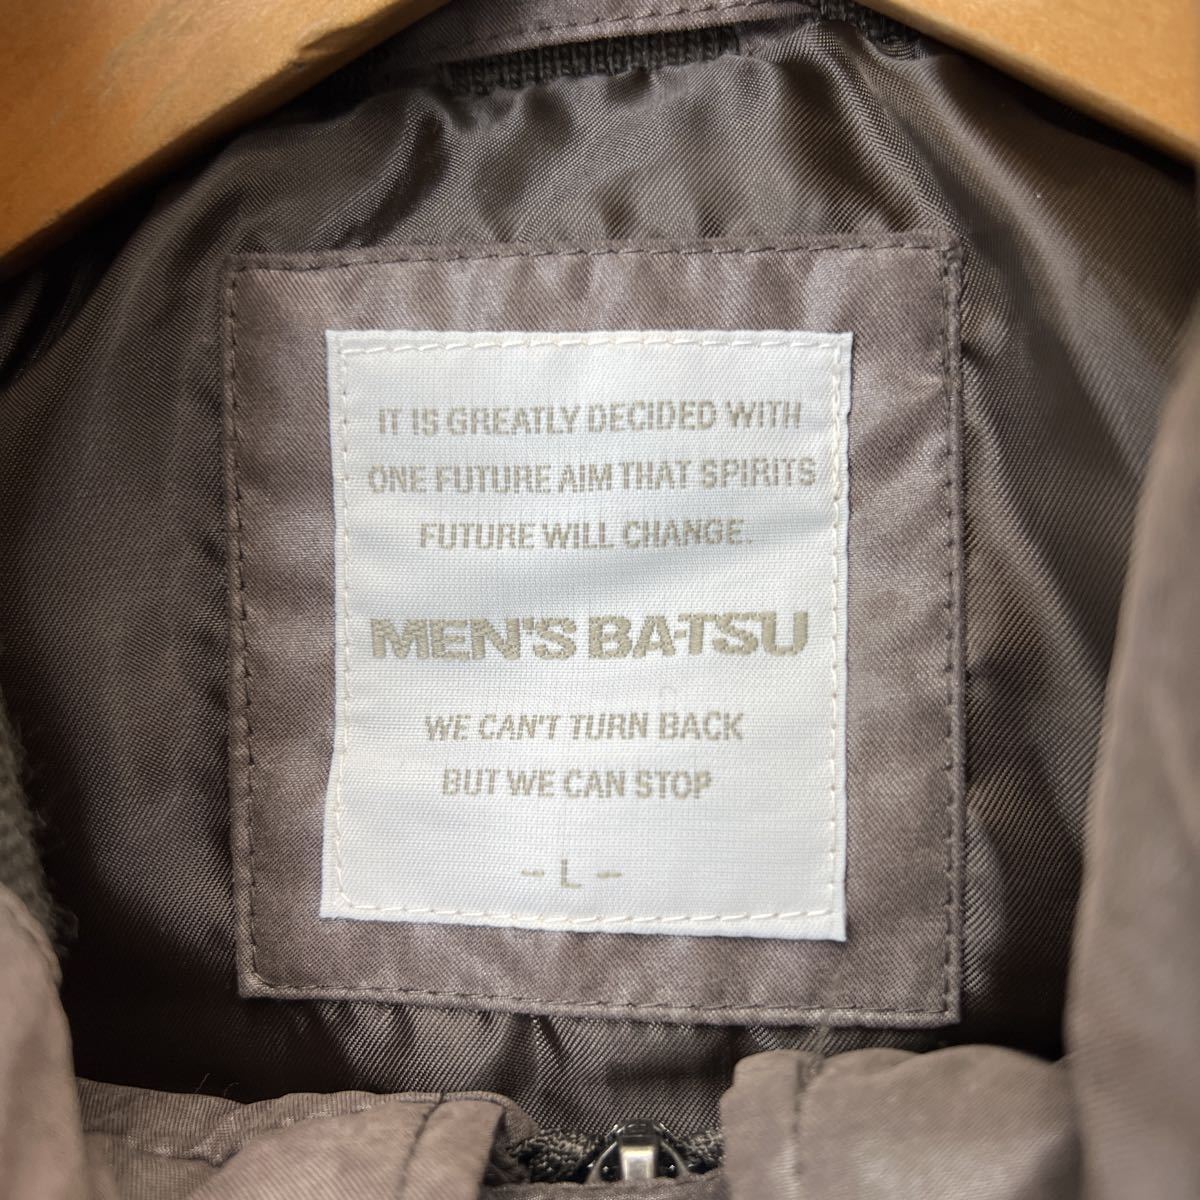 IT IS GREATLY DECIDED WITH
ONE FUTURE AIM THAT SPIRITS
FUTURE WILL CHANGE.
MEN'S BA-TSU
WE CAN'T TURN BACK
BUT WE CAN STOP
- L -